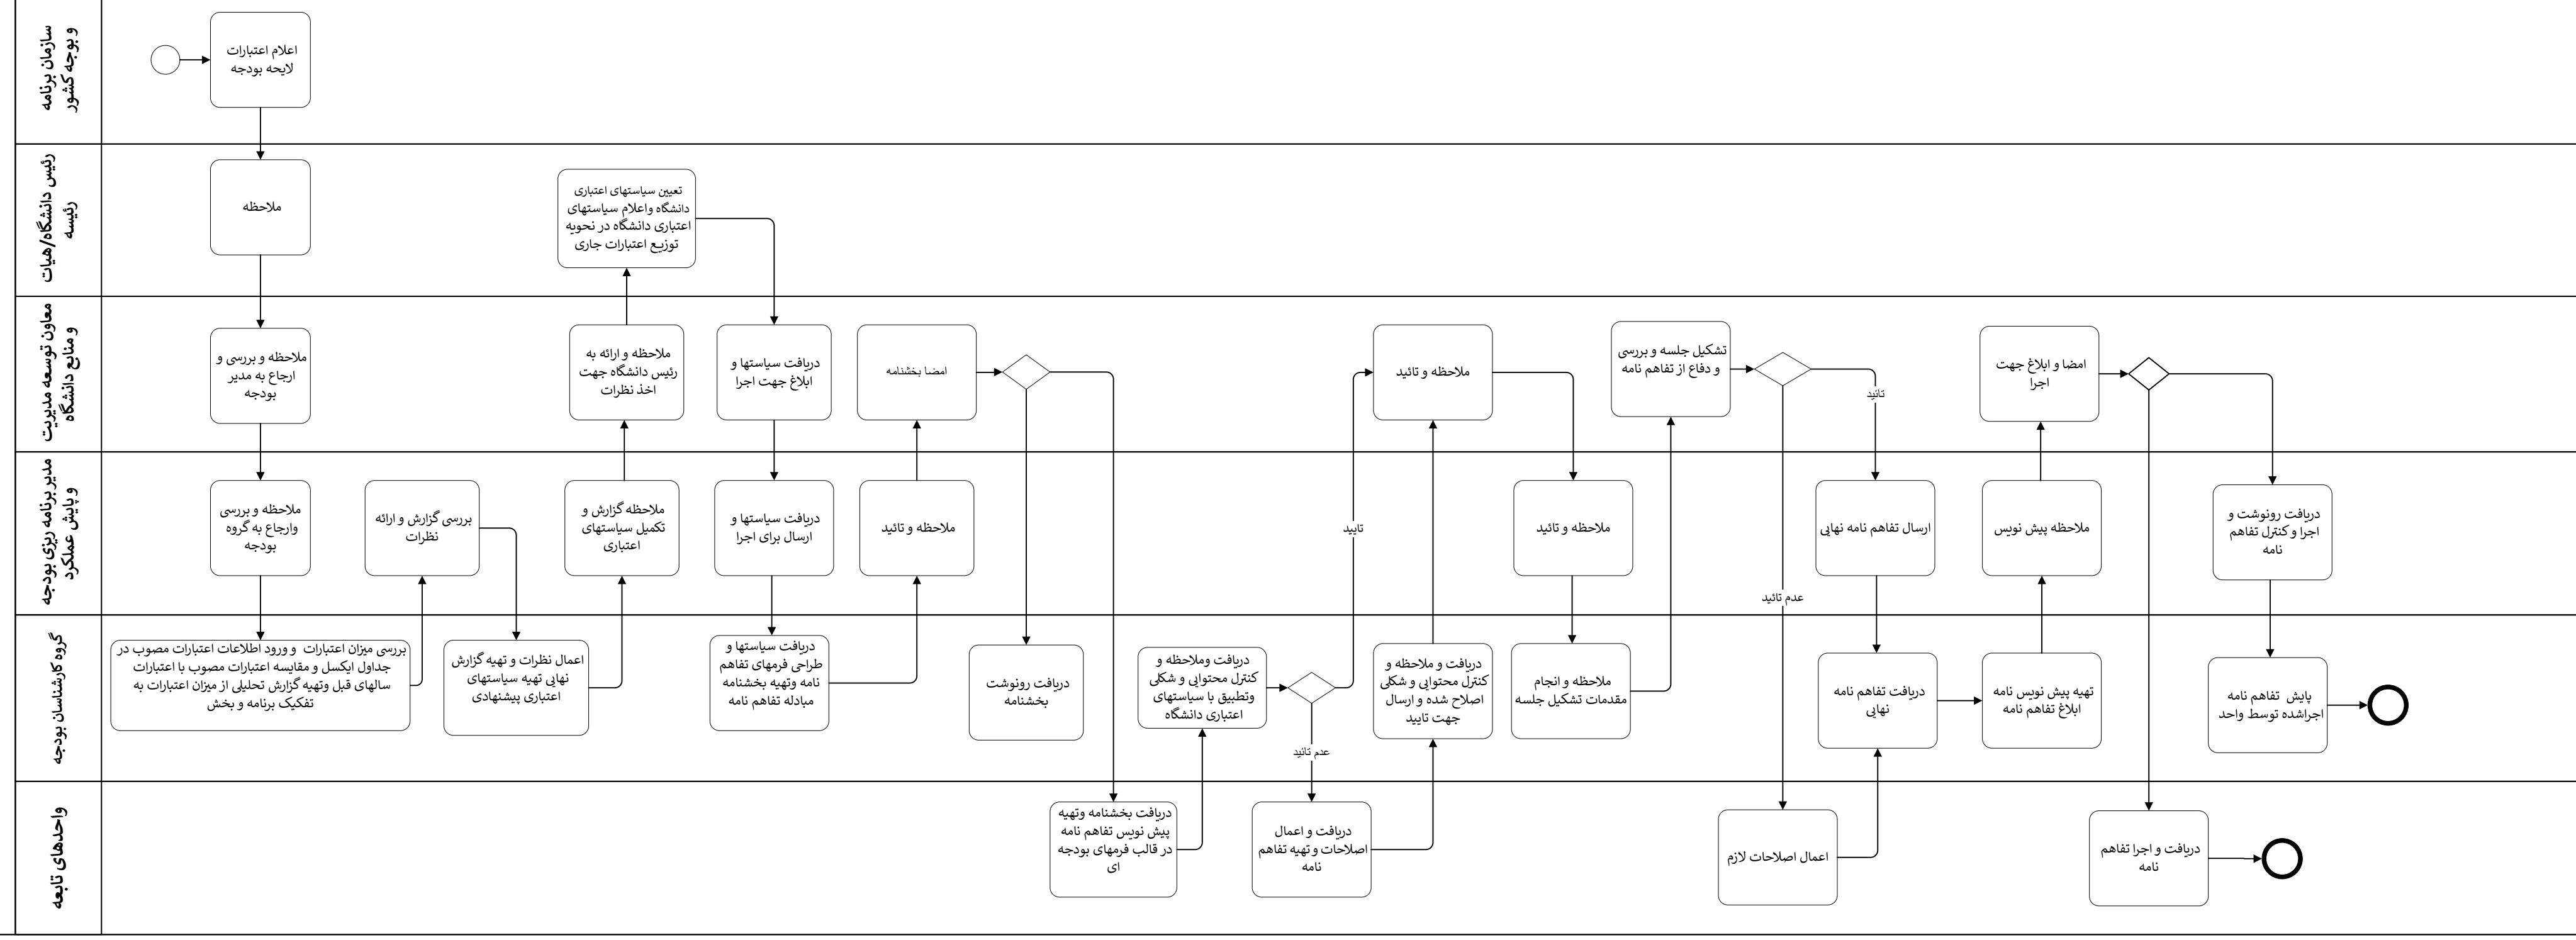 سازمان برنامه
و بوجه کشور
اعلام اعتبارات
لایحه بودجه
رئیس دانشگاه/هیات
رئیسه
ملاحظه
تعیین سیاستهای اعتباری
دانشگاه واعلام سیاستهای
اعتباری دانشگاه در نحویه
توزیع اعتبارات جاری
معاون توسعه مدیریت
و منابع دانشگاه
ملاحظه و بررسی و
ارجاع به مدیر
بودجه
ملاحظه و ارائه به
رئیس دانشگاه جهت
اخذ نظرات
دریافت سیاستها و
ابلاغ جهت اجرا
امضا بخشنامه
ملاحظه و تائید
تشکیل جلسه و بررسی
و دفاع از تفاهم نامه
تائید
امضا و ابلاغ جهت
اجرا
مدیر برنامه ریزی بودجه
و پایش عملکرد
ملاحظه و بررسی
وارجاع به گروه
بودجه
بررسی گزارش و ارائه
نظرات
ملاحظه گزارش و
تکمیل سیاستهای
اعتباری
دریافت سیاستها و
ارسال برای اجرا
ملاحظه و تائید
تایید
ملاحظه و تائید
عدم تائید
ارسال تفاهم نامه نهایی
ملاحظه پیش نویس
دریافت رونوشت و
اجرا و کنترل تفاهم
نامه
گروه کارشناسان بودجه
بررسی میزان اعتبارات و ورود اطلاعات اعتبارات مصوب در
جداول ایکسل و مقایسه اعتبارات مصوب با اعتبارات
سالهای قبل وتهیه گزارش تحلیلی از میزان اعتبارات به
تفکیک برنامه و بخش
اعمال نظرات و تهیه گزارش
نهایی تهیه سیاستهای
اعتباری پیشنهادی
دریافت سیاستها و
طراحی فرمهای تفاهم
نامه وتهیه بخشنامه
مبادله تفاهم نامه
دریافت رونوشت
بخشنامه
دریافت وملاحظه و
کنترل محتوایی و شکلی
وتطبیق با سیاستهای
اعتباری دانشگاه
عدم تائید
دریافت و ملاحظه و
کنترل محتوایی و شکلی
اصلاح شده و ارسال
جهت تایید
ملاحظه و انجام
مقدمات تشکیل جلسه
دریافت تفاهم نامه
نهایی
تهیه پیش نویس نامه
ابلاغ تفاهم نامه
پایش تفاهم نامه
اجراشده توسط واحد
واحدهای تابعه
دریافت بخشنامه وتهیه
پیش نویس تفاهم نامه
در قالب فرمهای بودجه
ای
دریافت و اعمال
اصلاحات و تهیه تفاهم
نامه
اعمال اصلاحات لازم
دریافت و اجرا تفاهم
نامه